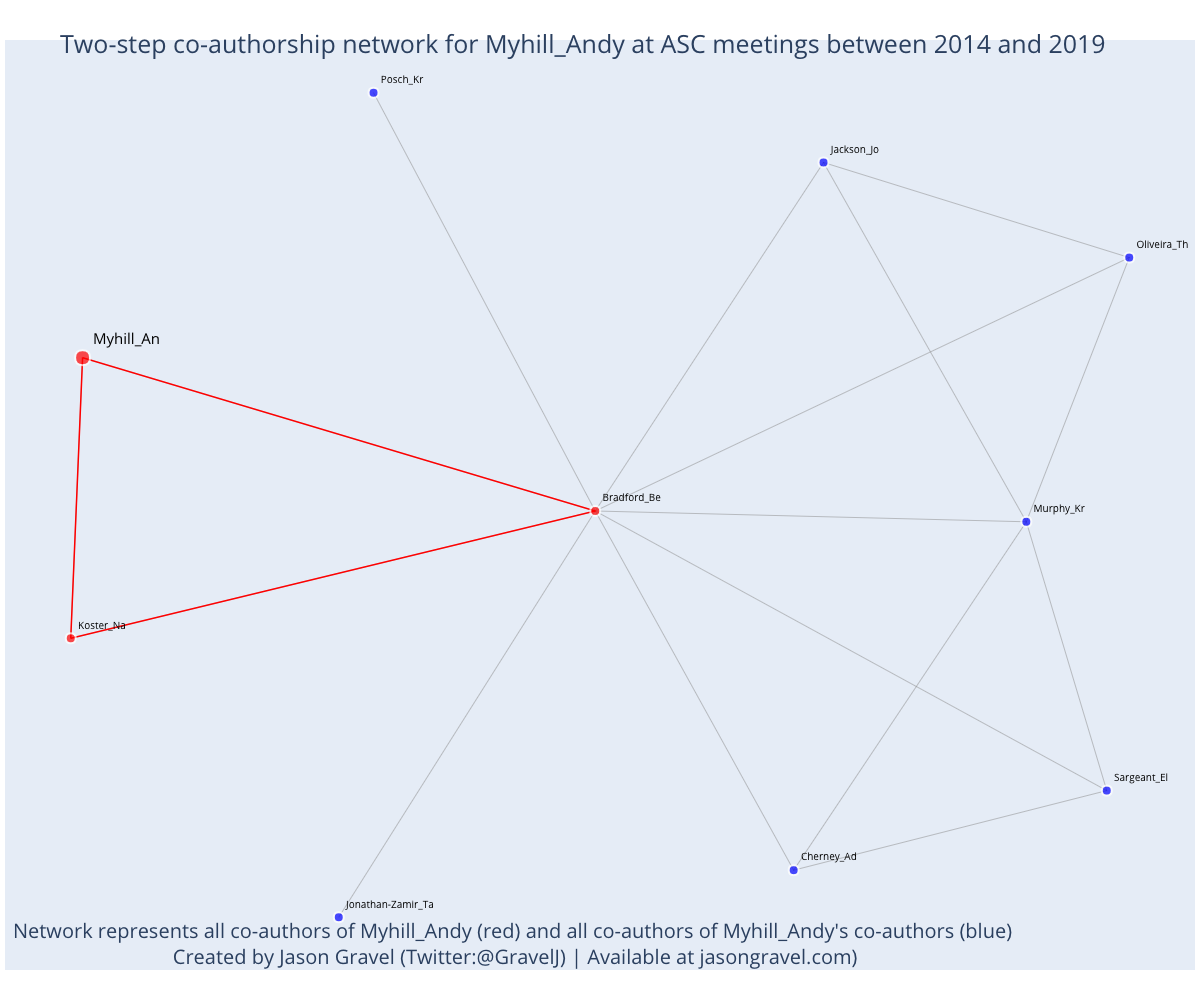 Two-step co-authorship network for Myhill_Andy at ASC meetings between 2014 and 2019
Posch_Kr
Jackson_Jo
Oliveira_Th
Myhill_An
Bradford_Be
Murphy_Kr
Koster_Na
Sargeant_El
Cherney_Ad
Jonathan-Zamir_Ta
Network represents all co-authors of Myhill_Andy (red) and all co-authors of Myhill_Andy's co-authors (blue)
Created by Jason Gravel (Twitter:@GravelJ) | Available at jasongravel.com)